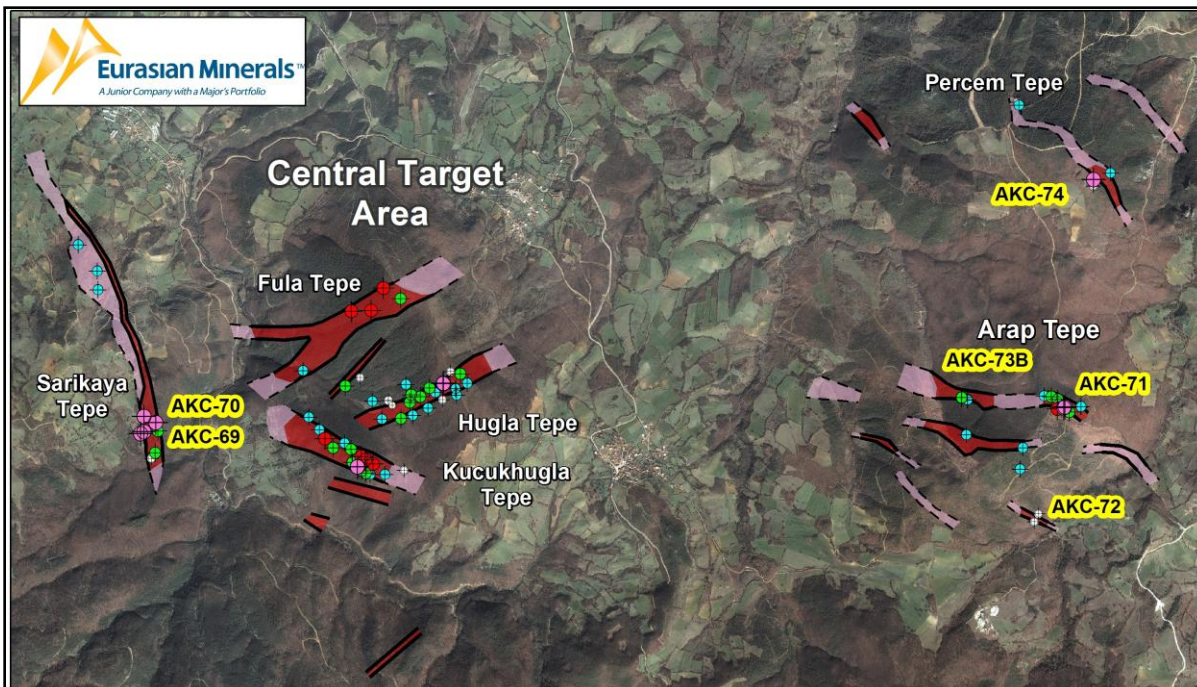 Eurasian Minerals™
A Junior Company with a Major's Portfolio
Percem Tepe
Central Target
Area
AKC-74
Fula Tepe
Arap Tepe
AKC-73B
Sarikaya
Tepe
AKC-71
AKC-70
AKC-69
Hugla Tepe
Kucukhugla
Tepe
AKC-72